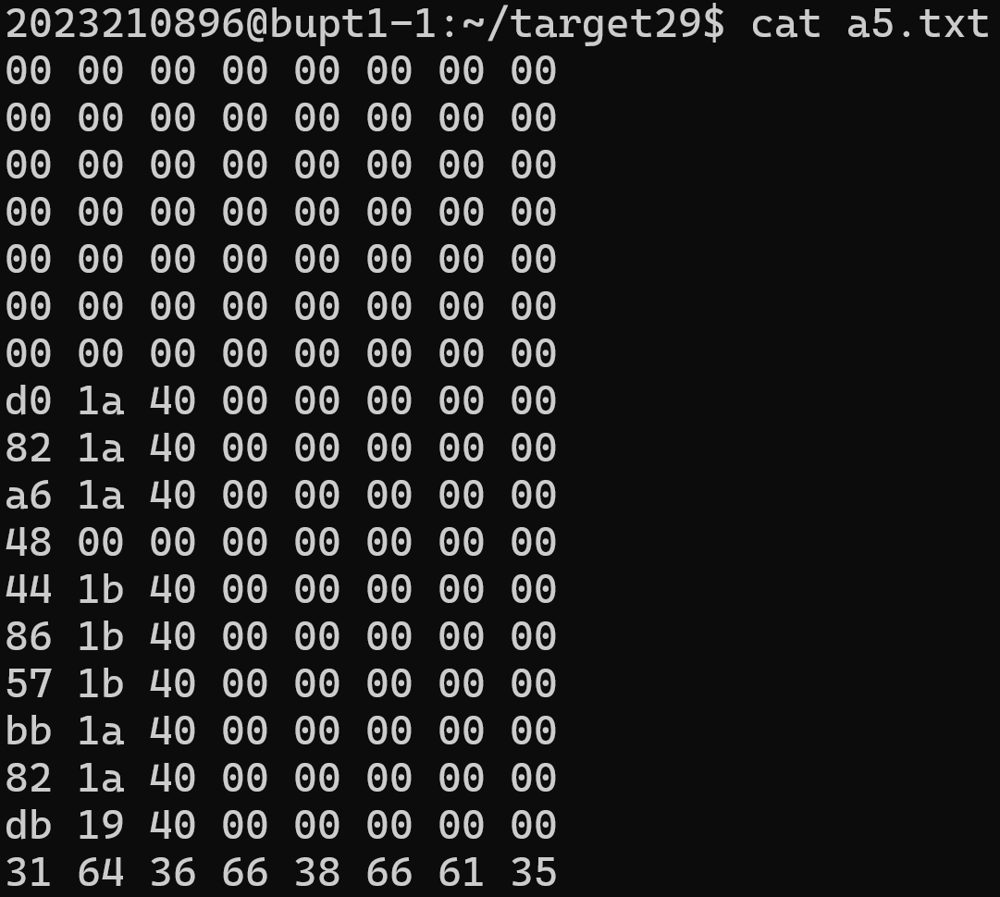 2023210896@bupt1-1:~/target29$ cat a5.txt
00 00 00 00 00 00 00 00
00 00 00 00 00 00 00 00
00 00 00 00 00 00 00 00
00 00 00 00 00 00 00 00
00 00 00 00 00 00 00 00
00 00 00 00 00 00 00 00
00 00 00 00 00 00 00 00
d0 1a 40 00 00 00 00 00
82 1a 40 00 00 00 00 00
a6 1a 40 00 00 00 00 00
48 00 00 00 00 00 00 00
44 1b 40 00 00 00 00 00
86 1b 40 00 00 00 00 00
57 1b 40 00 00 00 00 00
bb 1a 40 00 00 00 00 00
82 1a 40 00 00 00 00 00
db 19 40 00 00 00 00 00
31 64 36 66 38 66 61 35